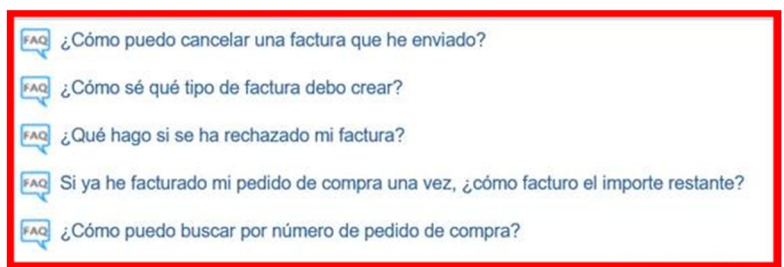 FAQ ¿Cómo puedo cancelar una factura que he enviado?
FAQ ¿Cómo sé qué tipo de factura debo crear?
FAQ ¿Qué hago si se ha rechazado mi factura?
FAQ Si ya he facturado mi pedido de compra una vez, ¿cómo facturo el importe restante?
FAQ ¿Cómo puedo buscar por número de pedido de compra?